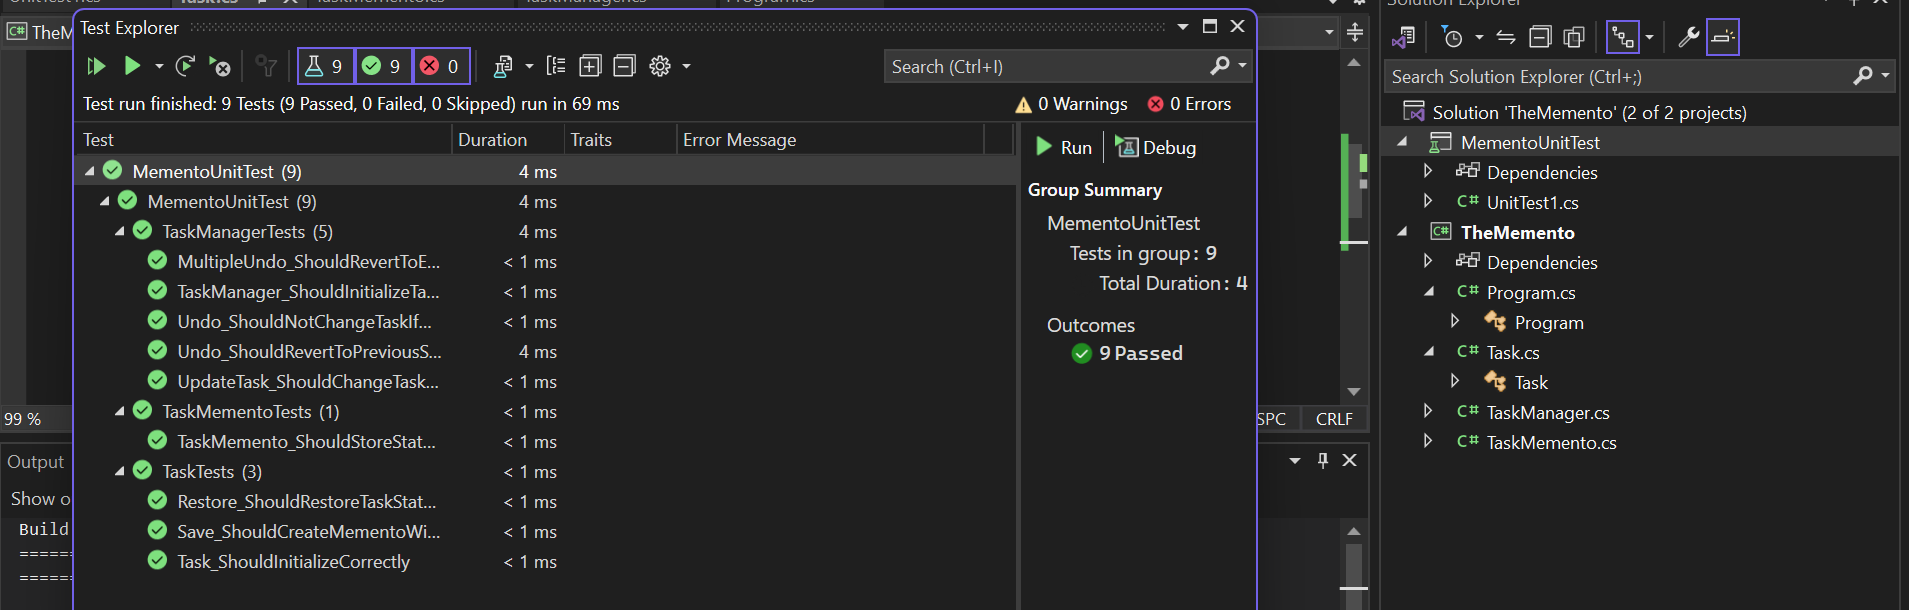 Task.cs
C# TheM
Test Explorer
9 9 0
Search (Ctrl+I)
Test run finished: 9 Tests (9 Passed, 0 Failed, 0 Skipped) run in 69 ms
0 Warnings 0 Errors
Test Duration Traits Error Message
MementoUnitTest (9) 4 ms
MementoUnitTest (9) 4 ms
TaskManagerTests (5) 4 ms
MultipleUndo_ShouldRevertToE... < 1 ms
TaskManager_ShouldInitializeTa... < 1 ms
Undo_ShouldNotChangeTaskIf... < 1 ms
Undo_ShouldRevertToPreviousS... 4 ms
UpdateTask_ShouldChangeTask... < 1 ms
TaskMementoTests (1) < 1 ms
TaskMemento_ShouldStoreStat... < 1 ms
TaskTests (3) < 1 ms
Restore_ShouldRestoreTaskStat... < 1 ms
Save_ShouldCreateMementoWi... < 1 ms
Task_ShouldInitializeCorrectly < 1 ms
Run Debug
Group Summary
MementoUnitTest
Tests in group: 9
Total Duration: 4
Outcomes
9 Passed
99 %
SPC CRLF
Output
Show o
Build
======
======
Solution Explorer
Search Solution Explorer (Ctrl+;)
Solution 'TheMemento' (2 of 2 projects)
MementoUnitTest
Dependencies
C# UnitTest1.cs
C# TheMemento
Dependencies
C# Program.cs
Program
C# Task.cs
Task
C# TaskManager.cs
C# TaskMemento.cs